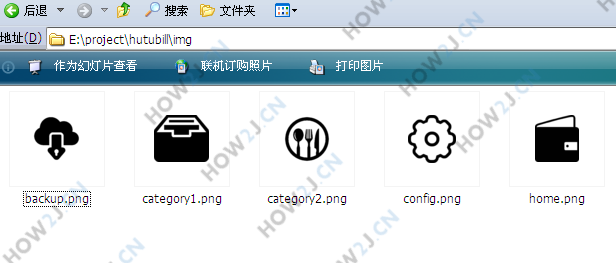 后退 搜索 文件夹
地址(D) E:\project\hutubill\img
作为幻灯片查看 联机订购照片 打印图片
backup.png category1.png category2.png config.png home.png
HOW2J.CN
HOW2J.CN
HOW2J.CN
HOW2J.CN
HOW2J.CN
HOW2J.CN
HOW2J.CN